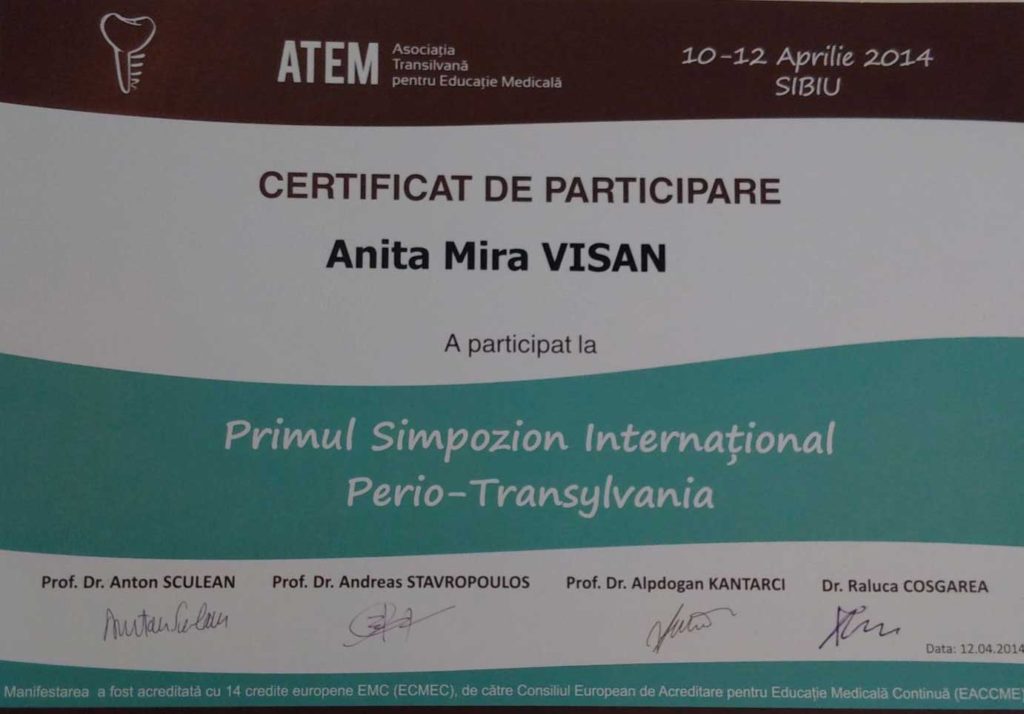 ATEM
Asociația
Transilvană
pentru Educație Medicală
10-12 Aprilie 2014
SIBIU
CERTIFICAT DE PARTICIPARE
Anita Mira VISAN
A participat la
Primul Simpozion Internațional
Perio-Transylvania
Prof. Dr. Anton SCULEAN
Prof. Dr. Andreas STAVROPOULOS
Prof. Dr. Alpdogan KANTARCI
Dr. Raluca COSGAREA
Data: 12.04.2014
Manifestarea a fost acreditată cu 14 credite europene EMC (ECMEC), de către Consiliul European de Acreditare pentru Educație Medicală Continuă (EACCME)